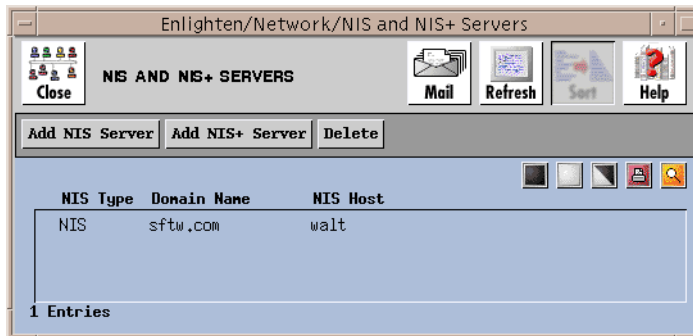 Enlighten/Network/NIS and NIS+ Servers
Close
NIS AND NIS+ SERVERS
Mail
Refresh
Sort
Help
Add NIS Server
Add NIS+ Server
Delete
NIS Type Domain Name NIS Host
NIS sftw.com walt
1 Entries